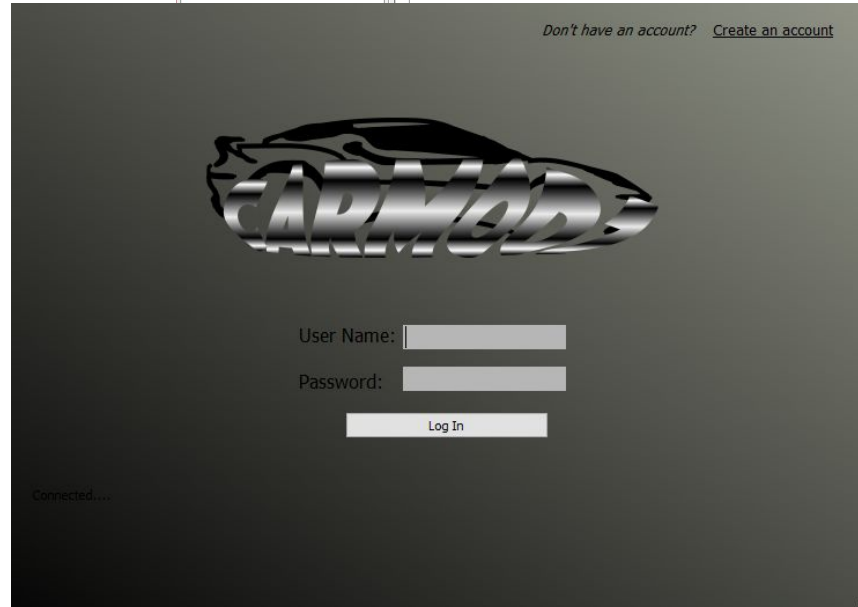 Don't have an account? Create an account
CARMOD
User Name:
Password:
Log In
Connected....